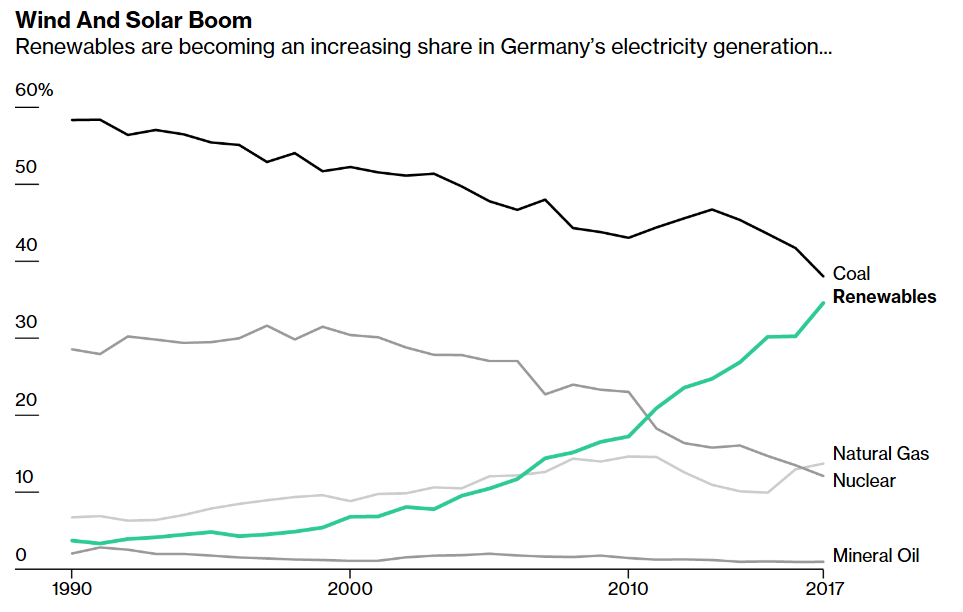 Wind And Solar Boom
Renewables are becoming an increasing share in Germany’s electricity generation...
60%
50
40
30
20
10
0
Coal
Renewables
Natural Gas
Nuclear
Mineral Oil
1990 2000 2010 2017